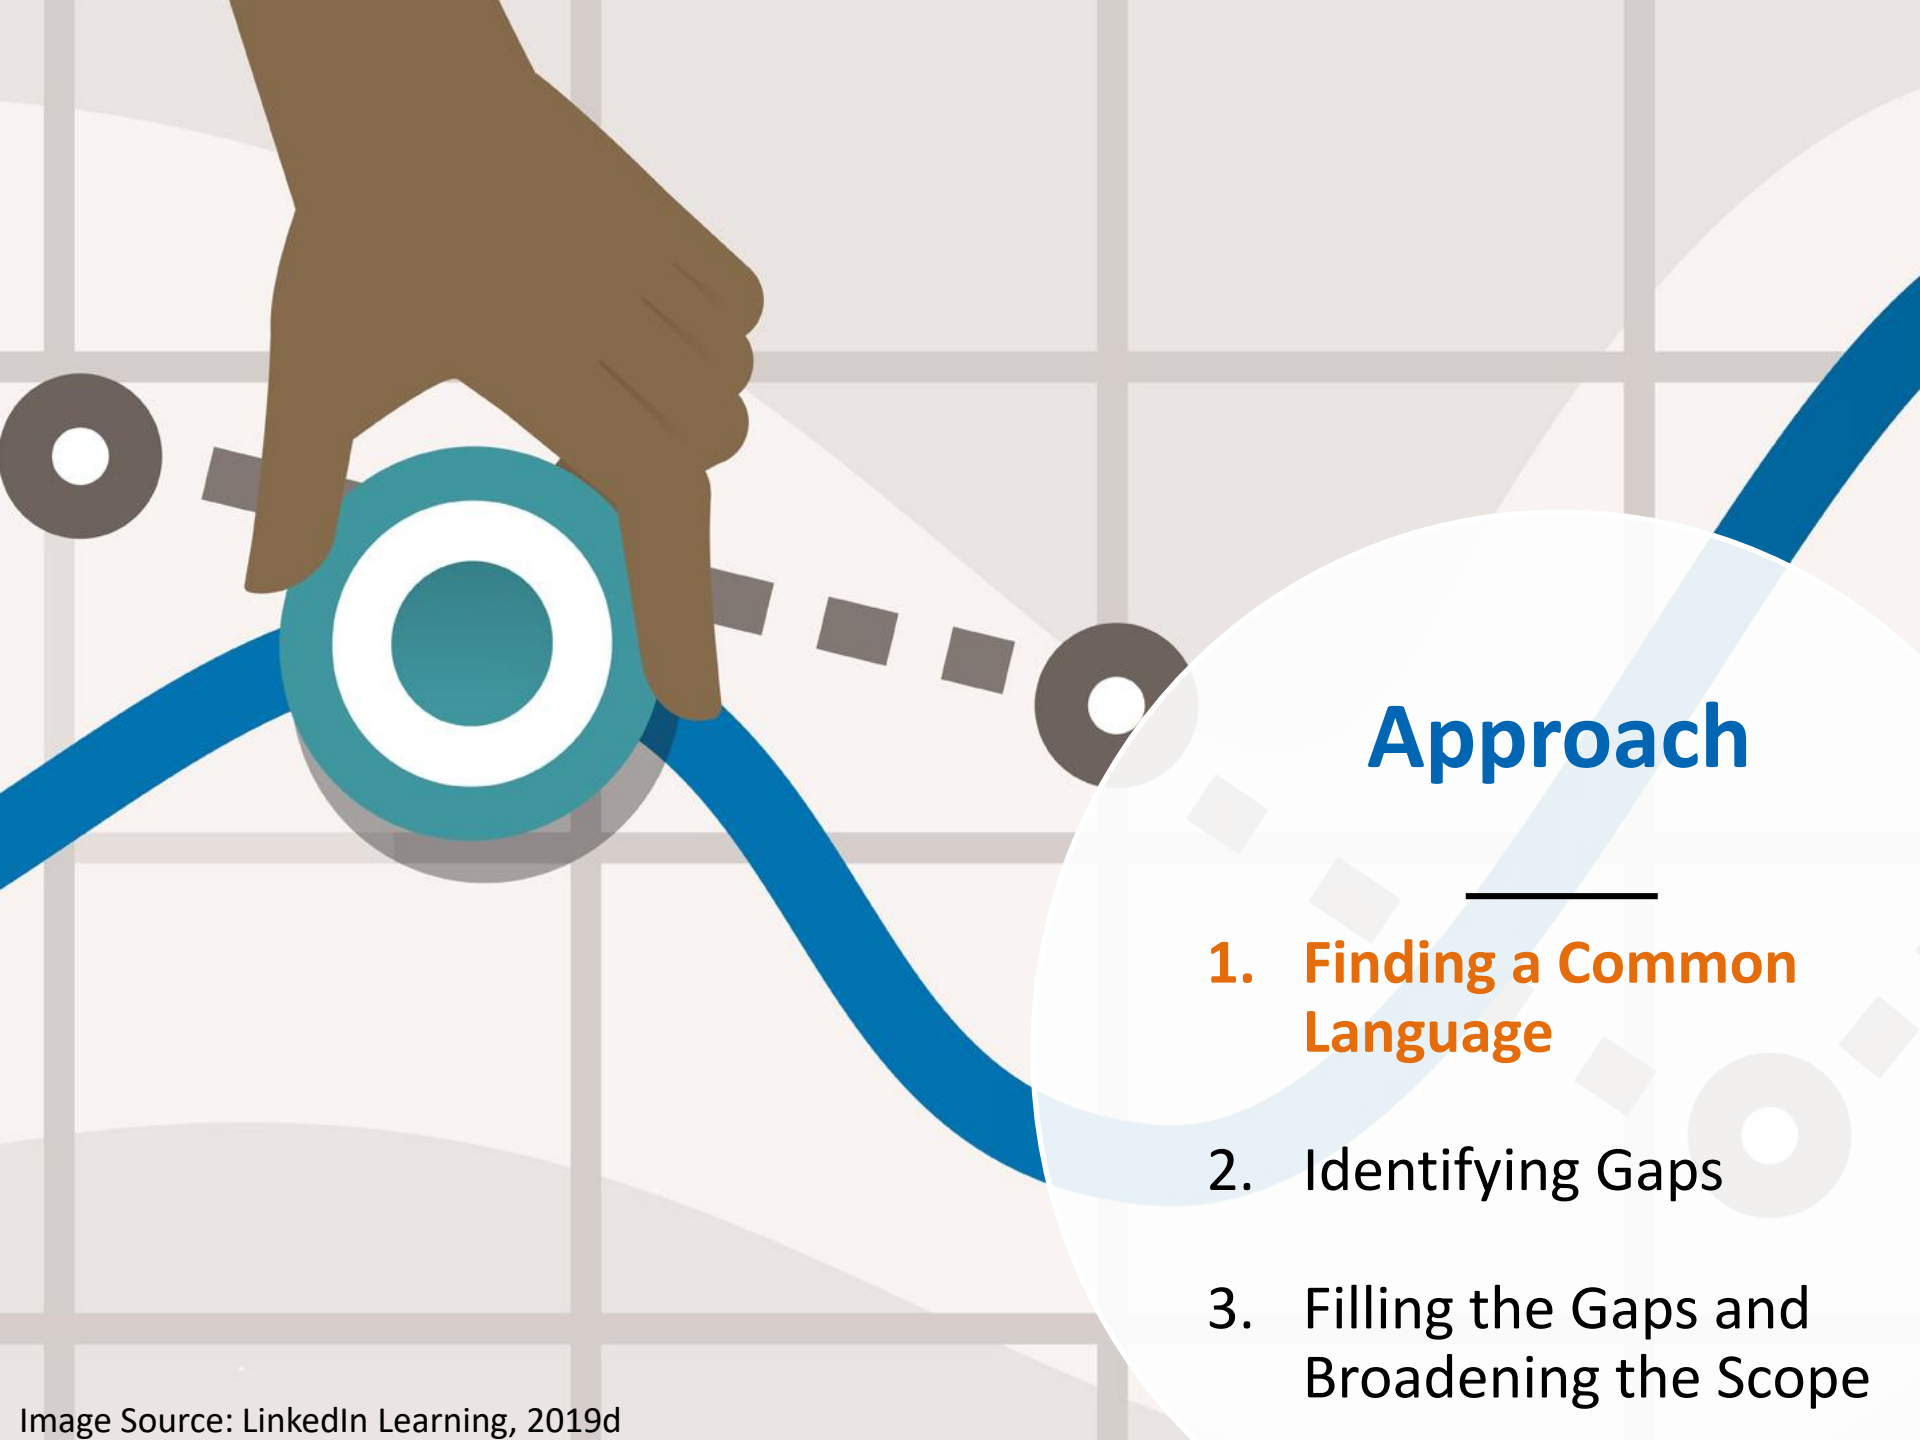 Approach
1. Finding a Common
Language
2. Identifying Gaps
3. Filling the Gaps and
Broadening the Scope
Image Source: LinkedIn Learning, 2019d